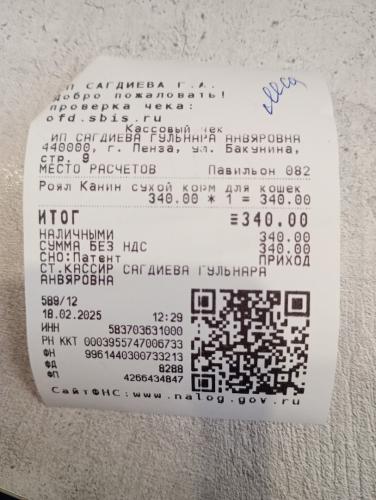 ИП САГДИЕВА Г.А.
Добро пожаловать!
проверка чека:
ofd.sbis.ru
Кассовый чек
ИП САГДИЕВА ГУЛЬНАРА АНВЯРОВНА
440000, г. Пенза, ул. Бакунина,
стр. 9
МЕСТО РАСЧЕТОВ Павильон 082
Роял Канин сухой корм для кошек
340.00 * 1 = 340.00
ИТОГ =340.00
НАЛИЧНЫМИ 340.00
СУММА БЕЗ НДС 340.00
СНО:Патент ПРИХОД
СТ.КАССИР САГДИЕВА ГУЛЬНАРА
АНВЯРОВНА
589/12
18.02.2025 12:29
ИНН 583703631000
РН ККТ 0003955747006733
ФН 9961440300733213
ФД 8288
ФП 4266434847
СайтФНС:www.nalog.gov.ru